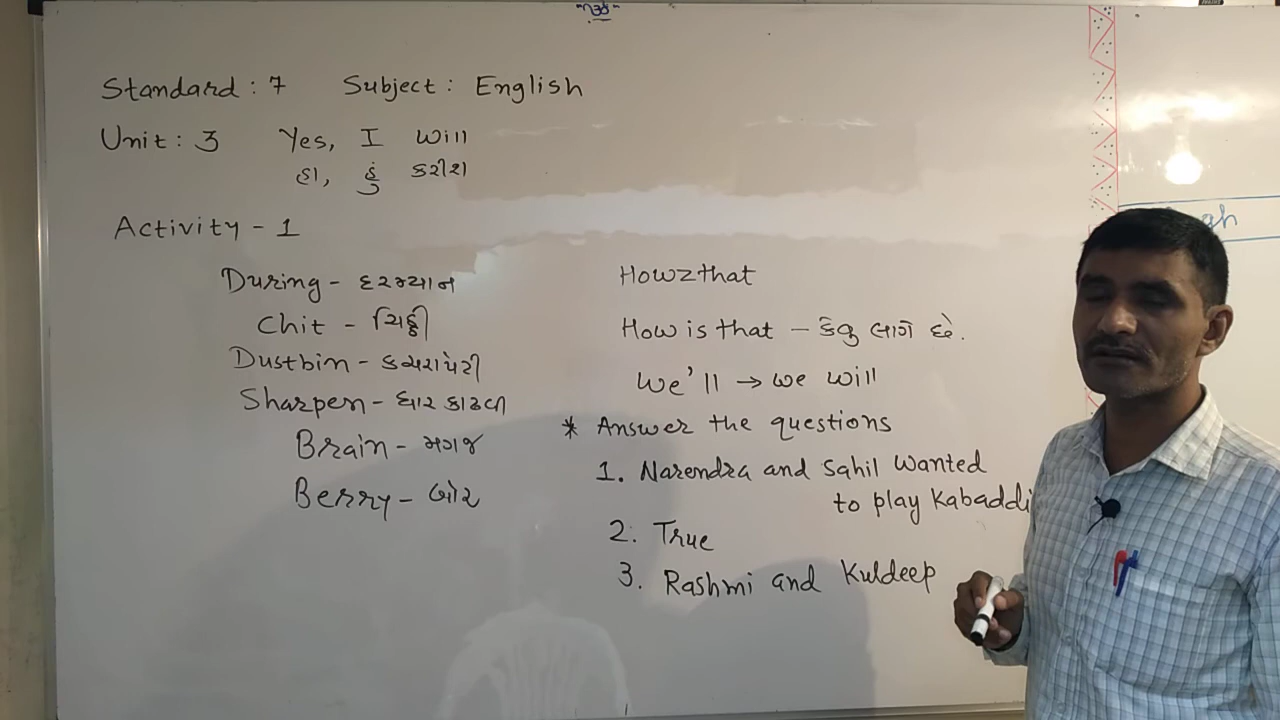 Standard : 7 Subject : English
Unit : 3 Yes, I will
હા, હું કરીશ
Activity - 1
During - દરમ્યાન
Chit - ચિઠ્ઠી
Dustbin - કચરાપેટી
Sharpen - ધાર કાઢવી
Brain - મગજ
Berry - બોર
Howzthat
How is that - કેવુ લાગે છે.
We'll → we will
* Answer the questions
1. Narendra and Sahil wanted
to play Kabaddi
2. True
3. Rashmi and Kuldeep
gh